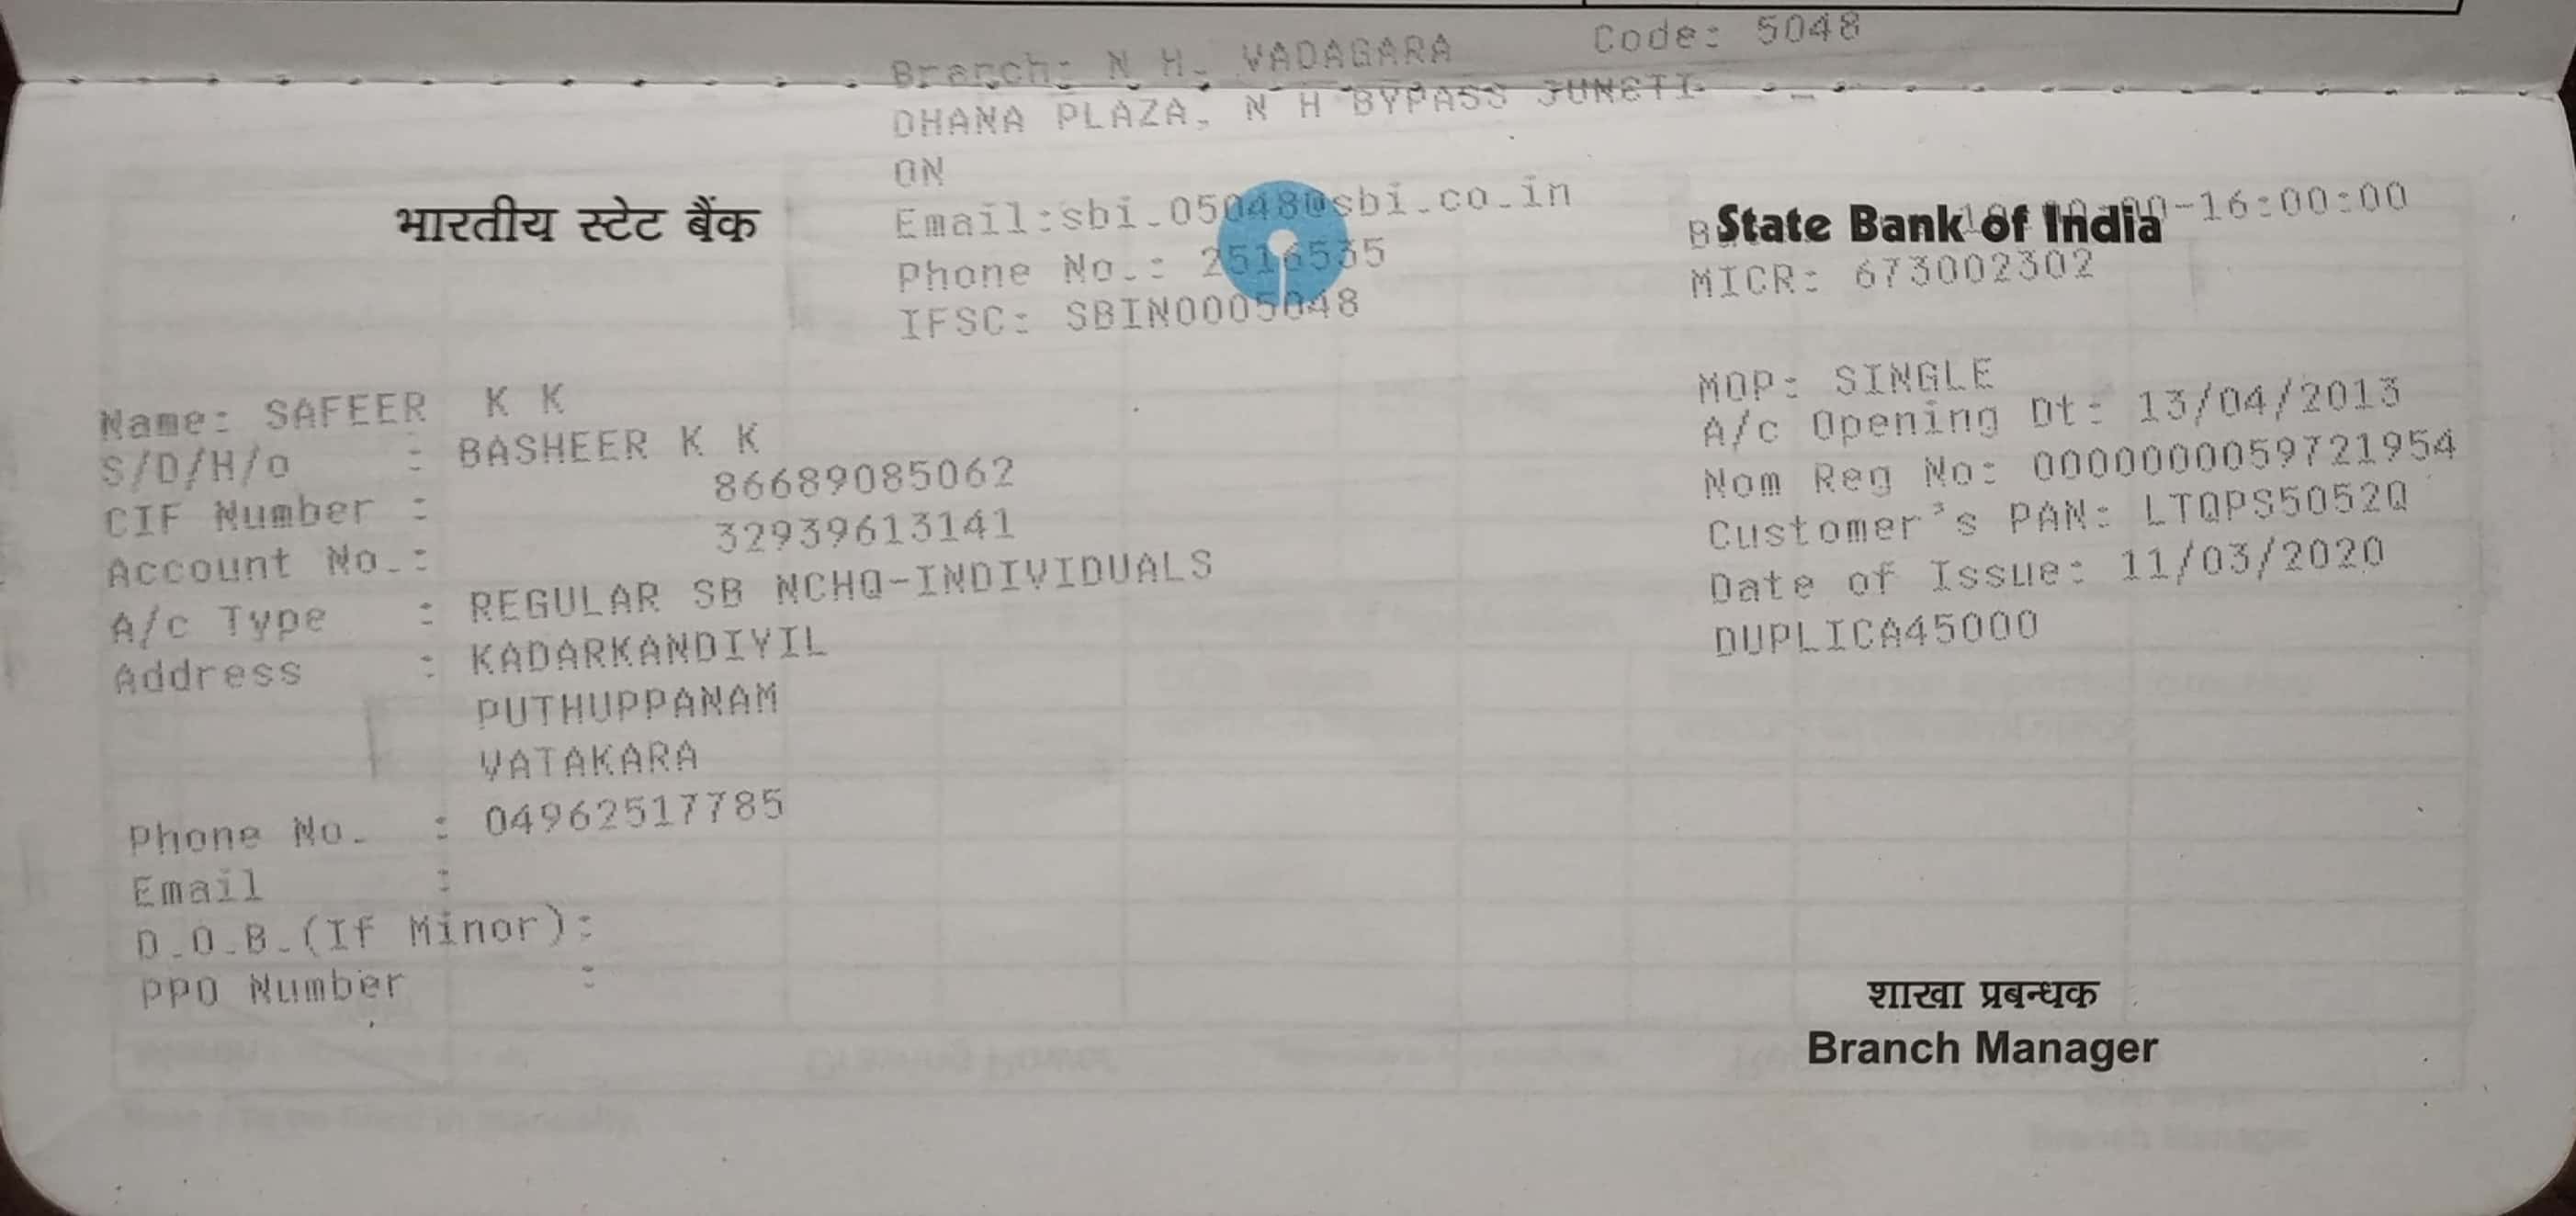 Branch: N H, VADAGARA Code: 5048
DHANA PLAZA, N H BYPASS JUNCTI
ON
भारतीय स्टेट बैंक
Email:sbi.05048@sbi.co.in
State Bank of India
-16:00:00
Phone No.: 2516535
MICR: 673002302
IFSC: SBIN0005048
Name: SAFEER K K
S/D/H/o : BASHEER K K
CIF Number : 86689085062
Account No.: 32939613141
A/c Type : REGULAR SB NCHQ-INDIVIDUALS
Address : KADARKANDIYIL
PUTHUPPANAM
VATAKARA
Phone No. : 04962517785
Email :
D.O.B.(If Minor):
PPO Number :
MOP: SINGLE
A/c Opening Dt: 13/04/2013
Nom Reg No: 0000000059721954
Customer's PAN: LTQPS5052Q
Date of Issue: 11/03/2020
DUPLICA45000
शाखा प्रबन्धक
Branch Manager